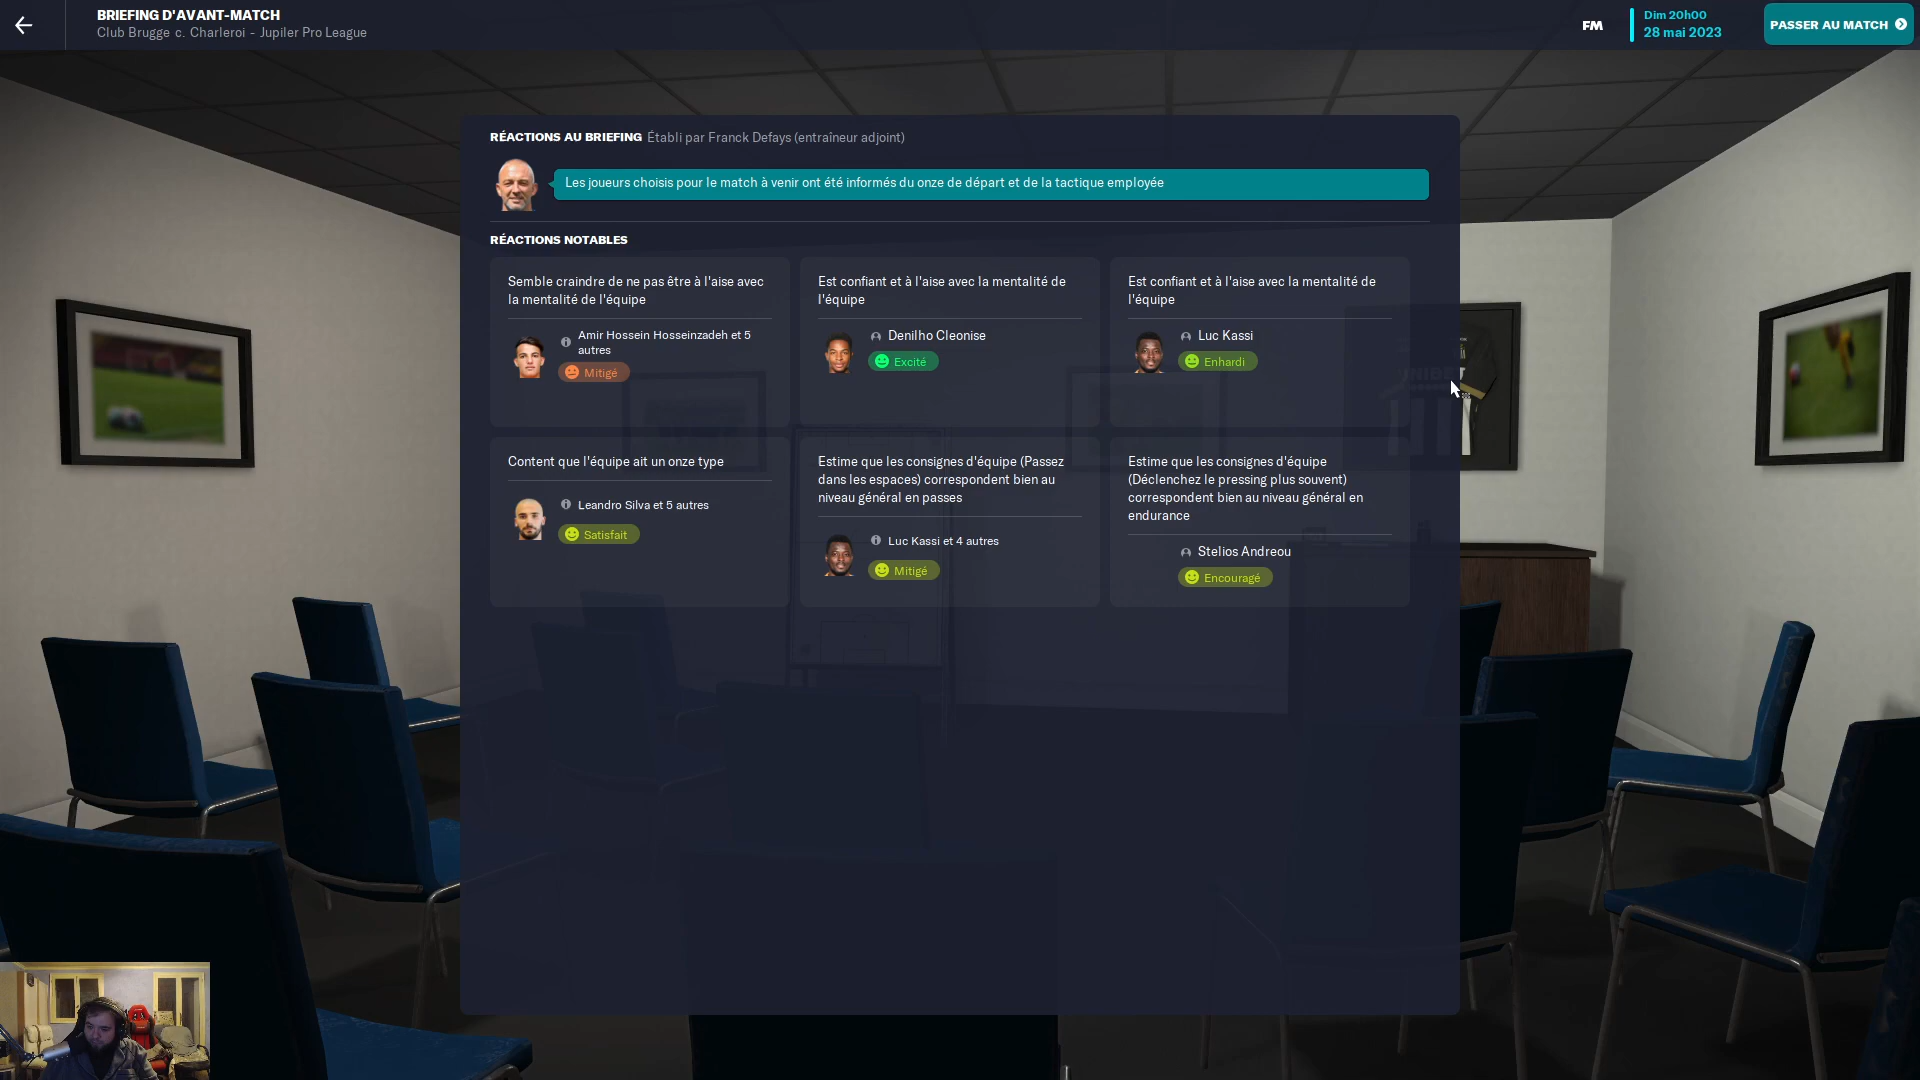 BRIEFING D'AVANT-MATCH
Club Brugge c. Charleroi - Jupiler Pro League
FM
Dim 20h00
28 mai 2023
PASSER AU MATCH
RÉACTIONS AU BRIEFING Établi par Franck Defays (entraîneur adjoint)
Les joueurs choisis pour le match à venir ont été informés du onze de départ et de la tactique employée
RÉACTIONS NOTABLES
Semble craindre de ne pas être à l'aise avec
la mentalité de l'équipe
Amir Hossein Hosseinzadeh et 5
autres
Mitigé
Est confiant et à l'aise avec la mentalité de
l'équipe
Denilho Cleonise
Excité
Est confiant et à l'aise avec la mentalité de
l'équipe
Luc Kassi
Enhardi
Content que l'équipe ait un onze type
Leandro Silva et 5 autres
Satisfait
Estime que les consignes d'équipe (Passez
dans les espaces) correspondent bien au
niveau général en passes
Luc Kassi et 4 autres
Mitigé
Estime que les consignes d'équipe
(Déclenchez le pressing plus souvent)
correspondent bien au niveau général en
endurance
Stelios Andreou
Encouragé